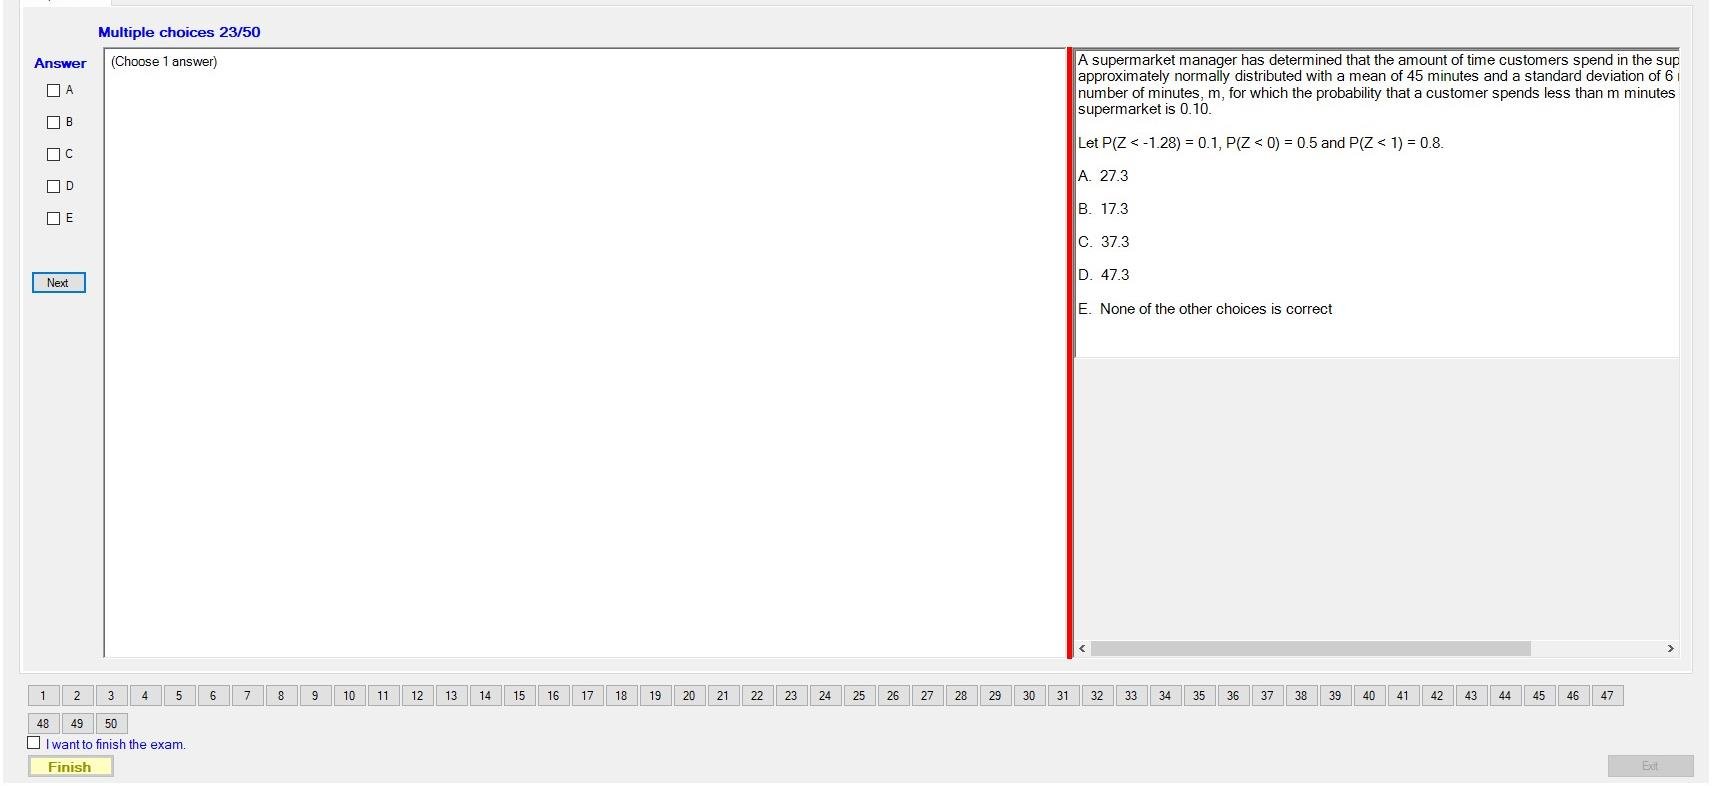 Multiple choices 23/50
Answer
(Choose 1 answer)
A
B
C
D
E
Next
A supermarket manager has determined that the amount of time customers spend in the
approximately normally distributed with a mean of 45 minutes and a standard deviation of 6
number of minutes, m, for which the probability that a customer spends less than m minutes
supermarket is 0.10.
Let P(Z < -1.28) = 0.1, P(Z < 0) = 0.5 and P(Z < 1) = 0.8.
A. 27.3
B. 17.3
C. 37.3
D. 47.3
E. None of the other choices is correct
1 2 3 4 5 6 7 8 9 10 11 12 13 14 15 16 17 18 19 20 21 22 23 24 25 26 27 28 29 30 31 32 33 34 35 36 37 38 39 40 41 42 43 44 45 46 47
48 49 50
I want to finish the exam.
Finish
Exit